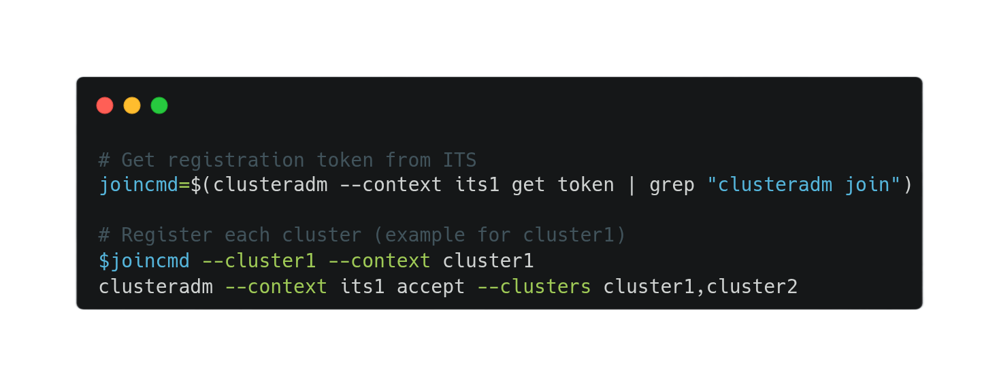 # Get registration token from ITS
joincmd=$(clusteradm --context its1 get token | grep "clusteradm join")
# Register each cluster (example for cluster1)
$joincmd --cluster1 --context cluster1
clusteradm --context its1 accept --clusters cluster1,cluster2